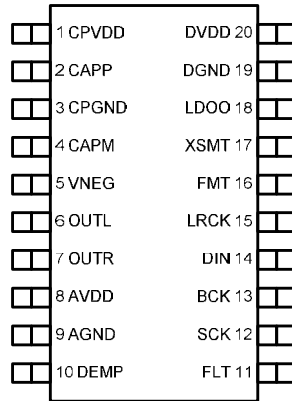 1 CPVDD DVDD 20
2 CAPP DGND 19
3 CPGND LDOO 18
4 CAPM XSMT 17
5 VNEG FMT 16
6 OUTL LRCK 15
7 OUTR DIN 14
8 AVDD BCK 13
9 AGND SCK 12
10 DEMP FLT 11